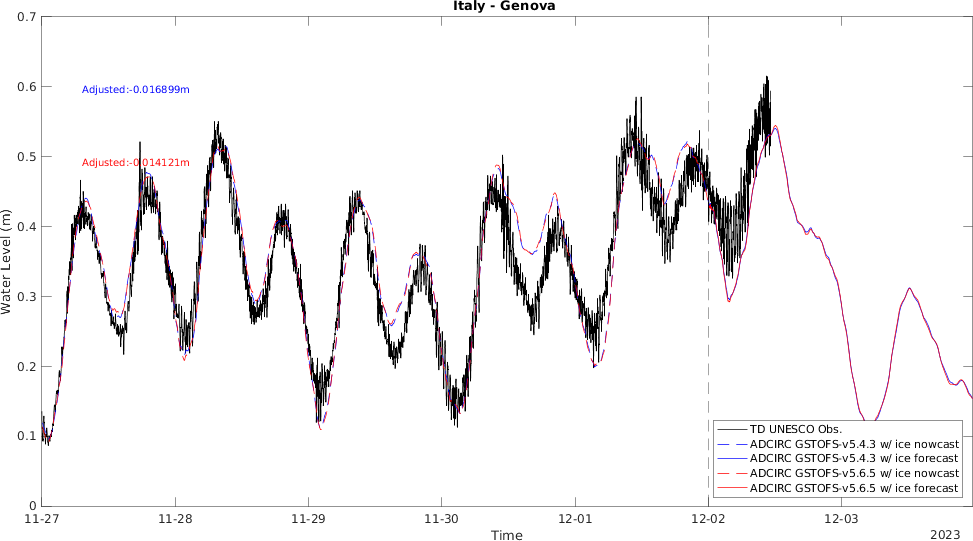 Italy - Genova
0.7
0.6
0.5
0.4
0.3
0.2
0.1
0
Water Level (m)
Adjusted:-0.016899m
Adjusted:-0.014121m
TD UNESCO Obs.
ADCIRC GSTOFS-v5.4.3 w/ ice nowcast
ADCIRC GSTOFS-v5.4.3 w/ ice forecast
ADCIRC GSTOFS-v5.6.5 w/ ice nowcast
ADCIRC GSTOFS-v5.6.5 w/ ice forecast
11-27 11-28 11-29 11-30 12-01 12-02 12-03
Time
2023